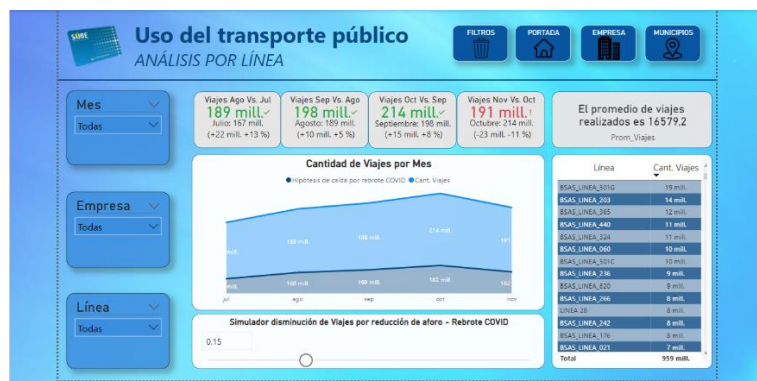 SUBE
Uso del transporte público
ANÁLISIS POR LÍNEA
FILTROS
PORTADA
EMPRESA
MUNICIPIOS
Mes
Todas
Empresa
Todas
Línea
Todas
Viajes Ago Vs. Jul
189 mill.
Julio: 167 mill.
(+22 mill. +13 %)
Viajes Sep Vs. Ago
198 mill.
Agosto: 189 mill.
(+10 mill. +5 %)
Viajes Oct Vs. Sep
214 mill.
Septiembre: 198 mill.
(+15 mill. +8 %)
Viajes Nov Vs. Oct
191 mill.!
Octubre: 214 mill.
(-23 mill. -11 %)
El promedio de viajes
realizados es 16579,2
Prom_Viajes
Cantidad de Viajes por Mes
Hipótesis de caída por rebrote COVID Cant. Viajes
mill.
198 mill.
214 mill.
191
mill.
182 mill.
162
jul ago sep oct nov
Simulador disminución de Viajes por reducción de aforo - Rebrote COVID
0.15
Línea Cant. Viajes
BSAS_LINEA_501G 19 mill.
BSAS_LINEA_203 14 mill.
BSAS_LINEA_365 12 mill.
BSAS_LINEA_440 11 mill.
BSAS_LINEA_324 11 mill.
BSAS_LINEA_060 10 mill.
BSAS_LINEA_501C 10 mill.
BSAS_LINEA_236 9 mill.
BSAS_LINEA_620 9 mill.
BSAS_LINEA_266 8 mill.
LINEA 28 8 mill.
BSAS_LINEA_242 8 mill.
BSAS_LINEA_176 8 mill.
BSAS_LINEA_021 7 mill.
Total 959 mill.